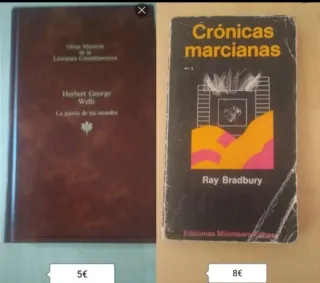 Obras Maestras
de la
Literatura Contemporánea
Herbert George
Wells
La guerra de los mundos
5€
Crónicas
marcianas
Ray Bradbury
Ediciones Minotauro
8€